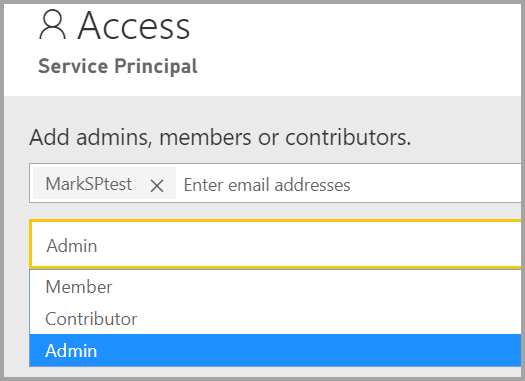 Access
Service Principal
Add admins, members or contributors.
MarkSPtest × Enter email addresses
Admin
Member
Contributor
Admin